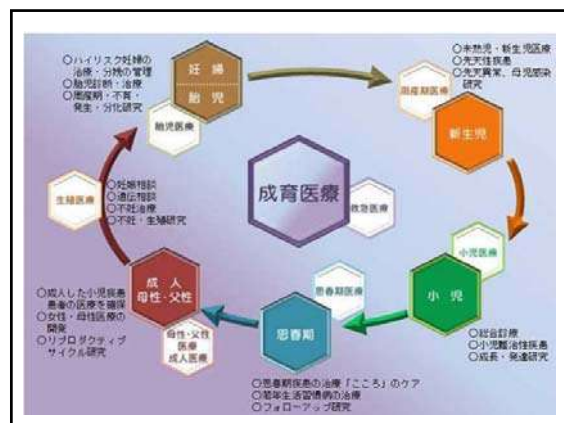 ○ハイリスク妊婦の
治療・分娩の管理
○胎児診断・治療
○周産期・不育・
発生・分化研究
妊婦
胎児
胎児医療
○未熟児・新生児医療
○先天性疾患
○先天異常、母児感染
研究
周産期医療
新生児
生殖医療
○妊娠相談
○遺伝相談
○不妊治療
○不妊・生殖研究
成育医療
救急医療
小児医療
小児
○総合診療
○小児難治性疾患
○成長・発達研究
思春期医療
思春期
○思春期疾患の治療「こころ」のケア
○若年生活習慣病の治療
○フォローアップ研究
成人
母性・父性
母性・父性
医療
成人医療
○成人した小児疾患
患者の医療を確保
○女性・母性医療の
開発
○リプロダクティブ
サイクル研究